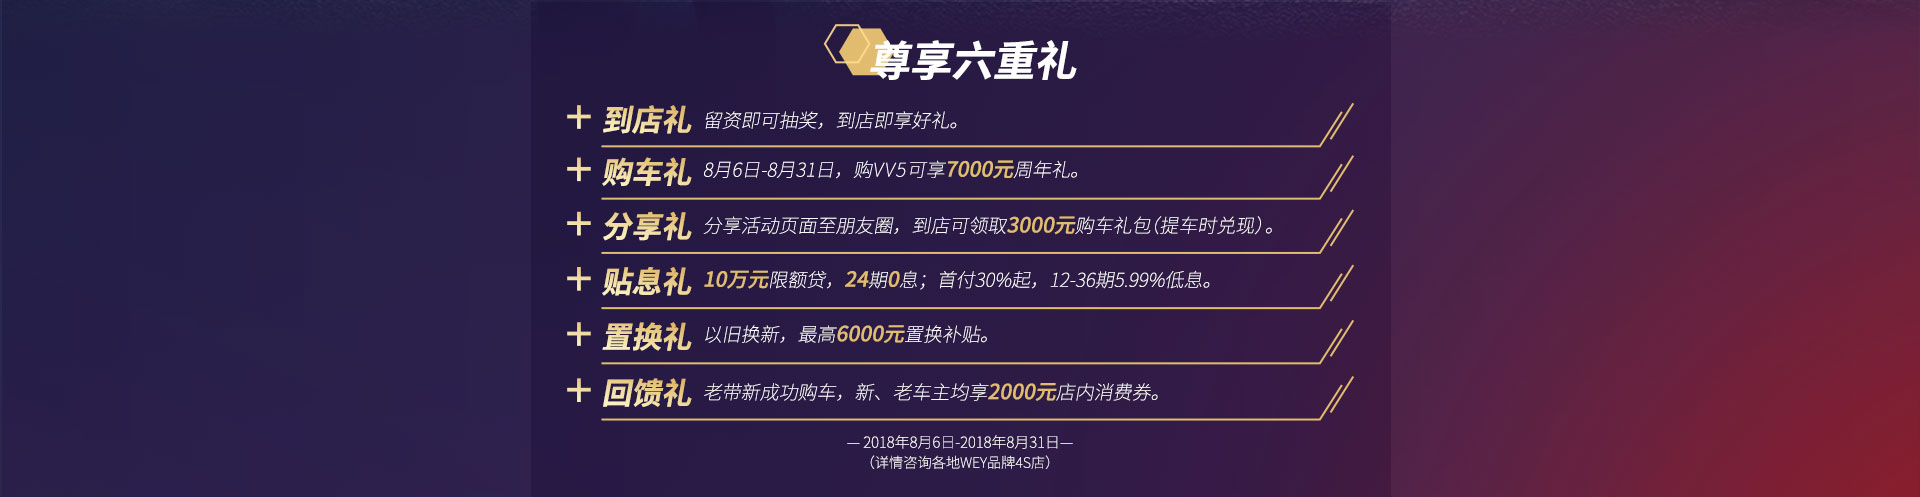 尊享六重礼
到店礼 留资即可抽奖，到店即享好礼。
购车礼 8月6日-8月31日，购VV5可享7000元周年礼。
分享礼 分享活动页面至朋友圈，到店可领取3000元购车礼包（提车时兑现）。
贴息礼 10万元限额贷，24期0息；首付30%起，12-36期5.99%低息。
置换礼 以旧换新，最高6000元置换补贴。
回馈礼 老带新成功购车，新、老车主均享2000元店内消费券。
— 2018年8月6日-2018年8月31日—
（详情咨询各地WEY品牌4S店）